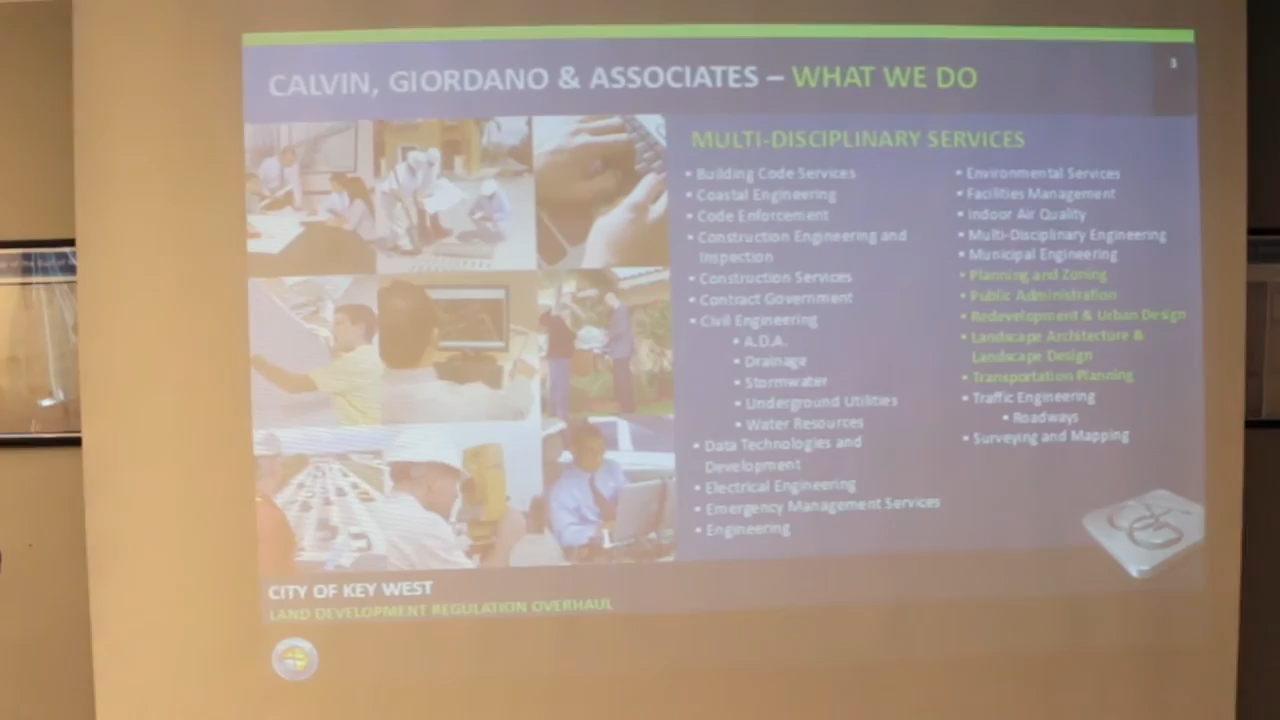 3
CALVIN, GIORDANO & ASSOCIATES – WHAT WE DO
MULTI-DISCIPLINARY SERVICES
▪ Building Code Services
▪ Coastal Engineering
▪ Code Enforcement
▪ Construction Engineering and
Inspection
▪ Construction Services
▪ Contract Government
▪ Civil Engineering
▪ A.D.A.
▪ Drainage
▪ Stormwater
▪ Underground Utilities
▪ Water Resources
▪ Data Technologies and
Development
▪ Electrical Engineering
▪ Emergency Management Services
▪ Engineering
▪ Environmental Services
▪ Facilities Management
▪ Indoor Air Quality
▪ Multi-Disciplinary Engineering
▪ Municipal Engineering
▪ Planning and Zoning
▪ Public Administration
▪ Redevelopment & Urban Design
▪ Landscape Architecture &
Landscape Design
▪ Transportation Planning
▪ Traffic Engineering
▪ Roadways
▪ Surveying and Mapping
CITY OF KEY WEST
LAND DEVELOPMENT REGULATION OVERHAUL